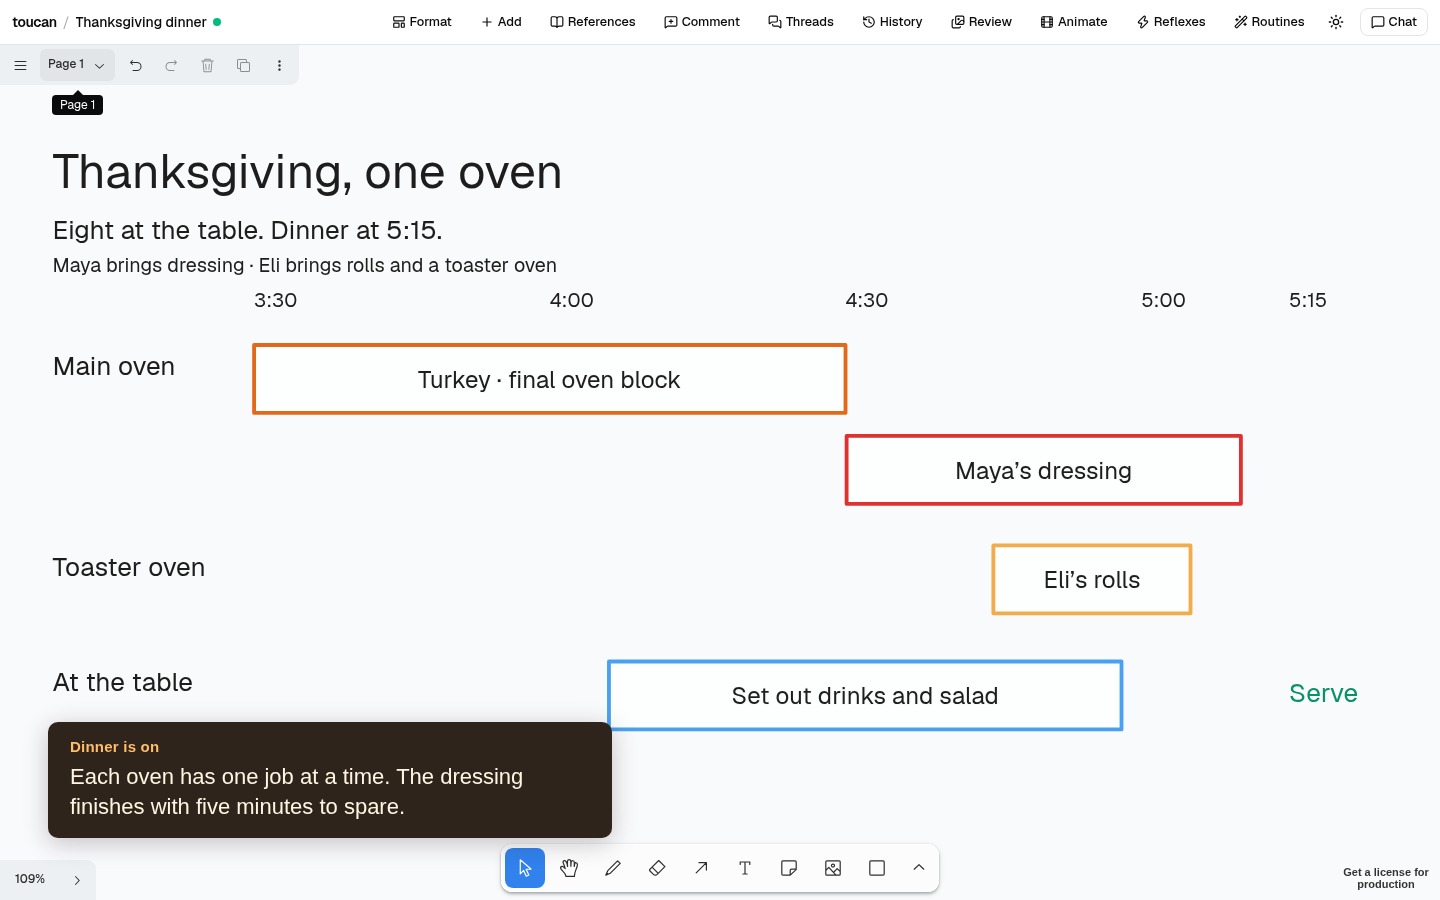 toucan / Thanksgiving dinner
Format
Add
References
Comment
Threads
History
Review
Animate
Reflexes
Routines
Chat
Page 1
Page 1
Thanksgiving, one oven
Eight at the table. Dinner at 5:15.
Maya brings dressing · Eli brings rolls and a toaster oven
3:30
4:00
4:30
5:00
5:15
Main oven
Turkey · final oven block
Maya’s dressing
Toaster oven
Eli’s rolls
At the table
Set out drinks and salad
Serve
Dinner is on
Each oven has one job at a time. The dressing
finishes with five minutes to spare.
109%
Get a license for
production